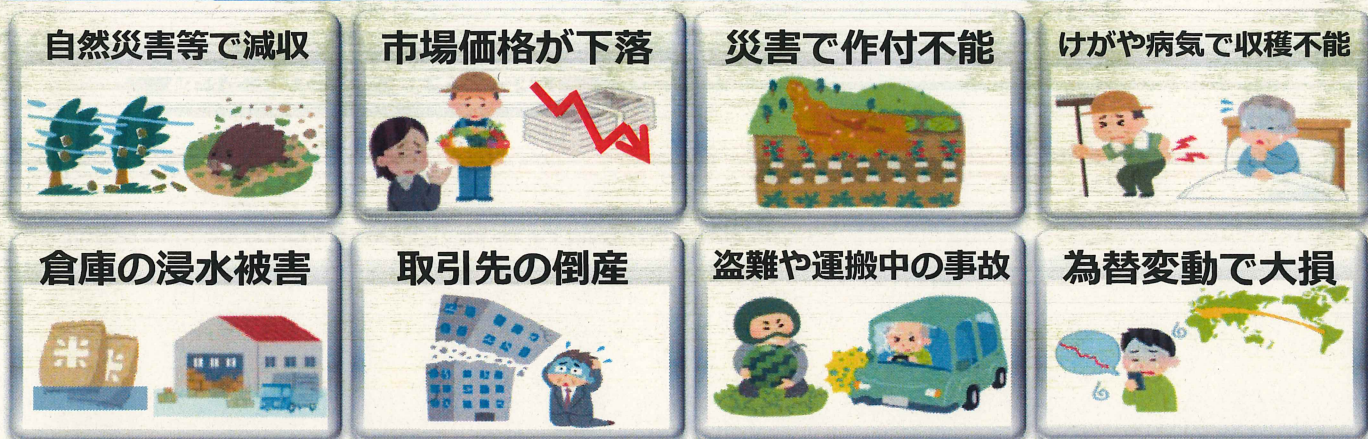 自然災害等で減収
市場価格が下落
災害で作付不能
けがや病気で収穫不能
倉庫の浸水被害
米
取引先の倒産
盗難や運搬中の事故
為替変動で大損